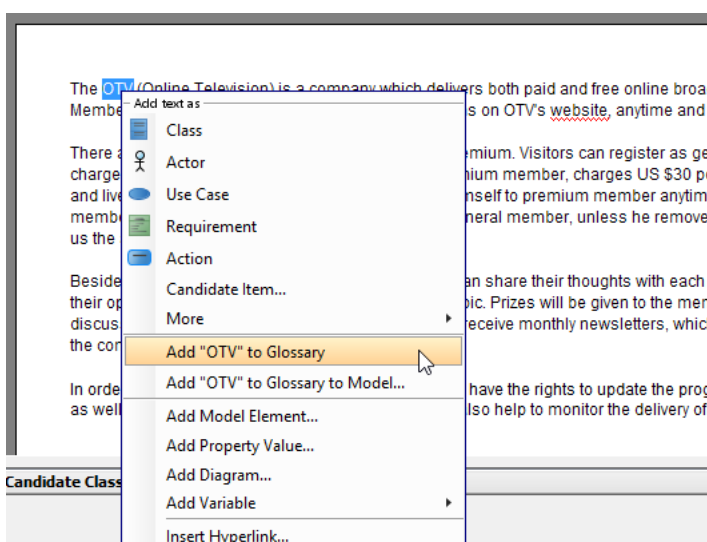 The OTV (Online Television) is a company which delivers both paid and free online broa
Membe s on OTV's website, anytime and
There a emium. Visitors can register as ge
charge nium member, charges US $30 p
and live mself to premium member anytim
membe neral member, unless he remove
us the
Beside an share their thoughts with each
their op pic. Prizes will be given to the mem
discus receive monthly newsletters, whic
the con
In orde have the rights to update the prog
as well lso help to monitor the delivery of
Add text as
Class
Actor
Use Case
Requirement
Action
Candidate Item...
More
Add "OTV" to Glossary
Add "OTV" to Glossary to Model...
Add Model Element...
Add Property Value...
Add Diagram...
Add Variable
Insert Hyperlink...
Candidate Class